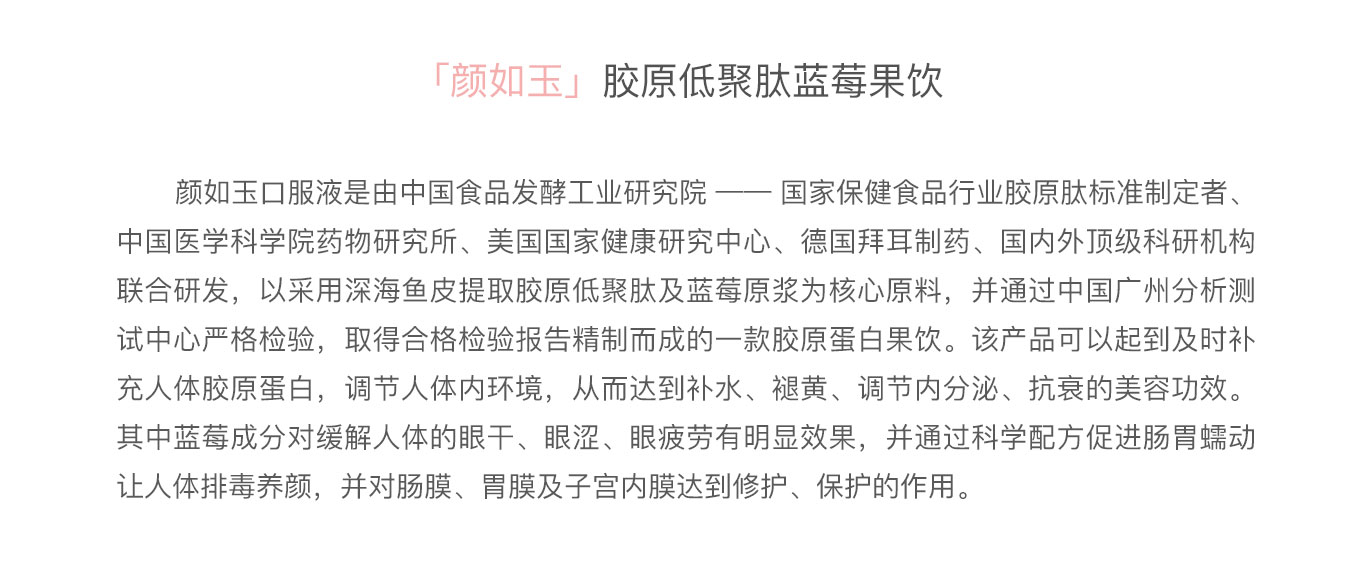 「颜如玉」胶原低聚肽蓝莓果饮
颜如玉口服液是由中国食品发酵工业研究院 —— 国家保健食品行业胶原肽标准制定者、
中国医学科学院药物研究所、美国国家健康研究中心、德国拜耳制药、国内外顶级科研机构
联合研发，以采用深海鱼皮提取胶原低聚肽及蓝莓原浆为核心原料，并通过中国广州分析测
试中心严格检验，取得合格检验报告精制而成的一款胶原蛋白果饮。该产品可以起到及时补
充人体胶原蛋白，调节人体内环境，从而达到补水、褪黄、调节内分泌、抗衰的美容功效。
其中蓝莓成分对缓解人体的眼干、眼涩、眼疲劳有明显效果，并通过科学配方促进肠胃蠕动
让人体排毒养颜，并对肠膜、胃膜及子宫内膜达到修护、保护的作用。